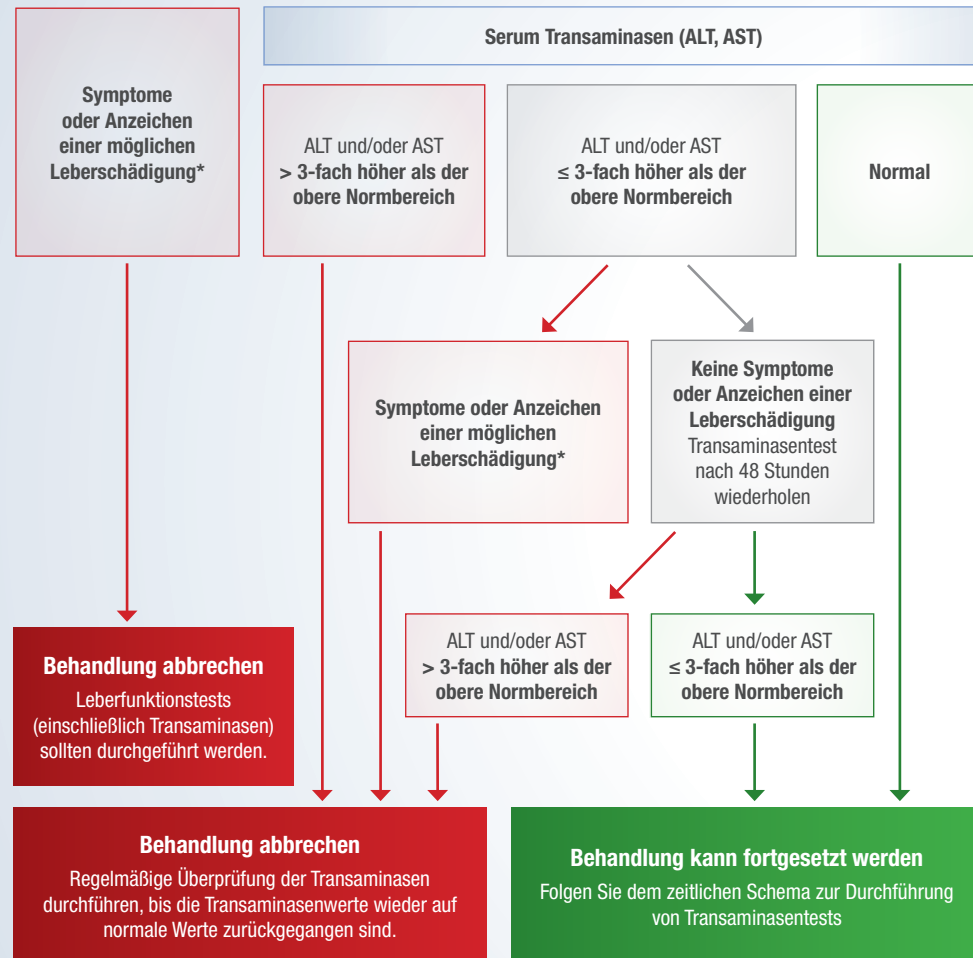 Serum Transaminasen (ALT, AST)
Symptome
oder Anzeichen
einer möglichen
Leberschädigung*
ALT und/oder AST
> 3-fach höher als der
obere Normbereich
ALT und/oder AST
≤ 3-fach höher als der
obere Normbereich
Normal
Symptome oder Anzeichen
einer möglichen
Leberschädigung*
Keine Symptome
oder Anzeichen einer
Leberschädigung
Transaminasentest
nach 48 Stunden
wiederholen
ALT und/oder AST
> 3-fach höher als der
obere Normbereich
ALT und/oder AST
≤ 3-fach höher als der
obere Normbereich
Behandlung abbrechen
Leberfunktionstests
(einschließlich Transaminasen)
sollten durchgeführt werden.
Behandlung abbrechen
Regelmäßige Überprüfung der Transaminasen
durchführen, bis die Transaminasenwerte wieder auf
normale Werte zurückgegangen sind.
Behandlung kann fortgesetzt werden
Folgen Sie dem zeitlichen Schema zur Durchführung
von Transaminasentests